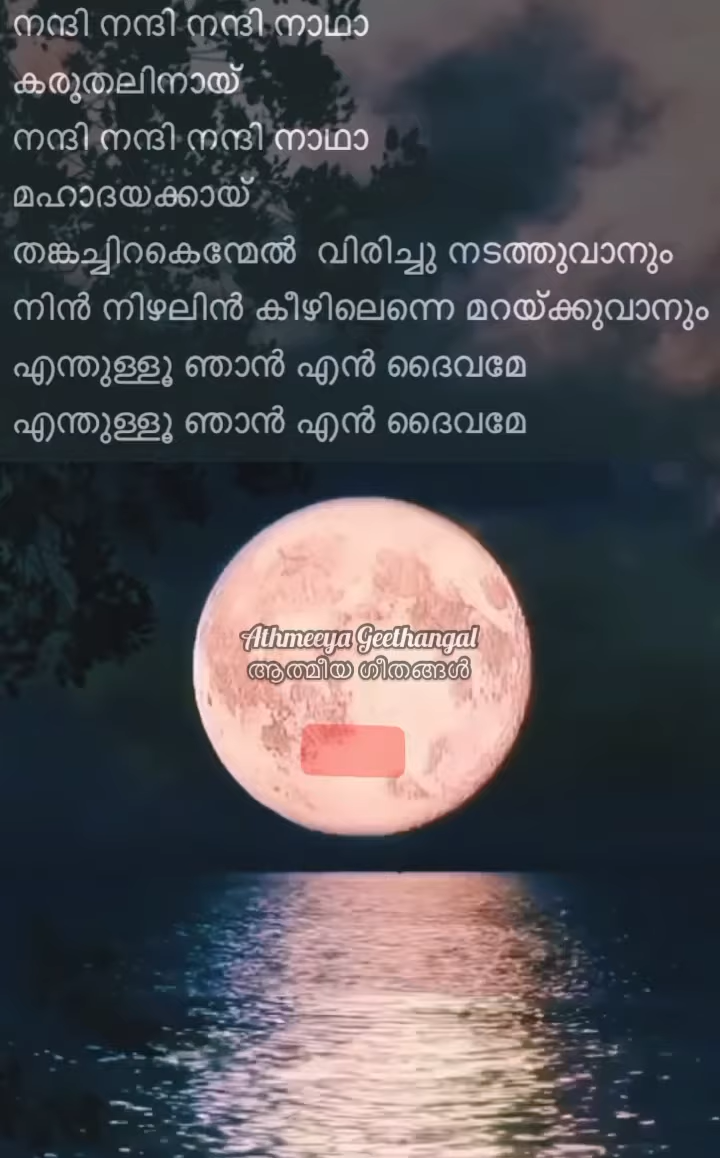 നന്ദി നന്ദി നന്ദി നാഥാ
കരുതലിനായ്
നന്ദി നന്ദി നന്ദി നാഥാ
മഹാദയക്കായ്
തങ്കച്ചിറകെന്മേൽ വിരിച്ചു നടത്തുവാനും
നിൻ നിഴലിൻ കീഴിലെന്നെ മറയ്ക്കുവാനും
എന്തുള്ളൂ ഞാൻ എൻ ദൈവമേ
എന്തുള്ളൂ ഞാൻ എൻ ദൈവമേ
Athmeeya Geethangal
ആത്മീയ ഗീതങ്ങൾ